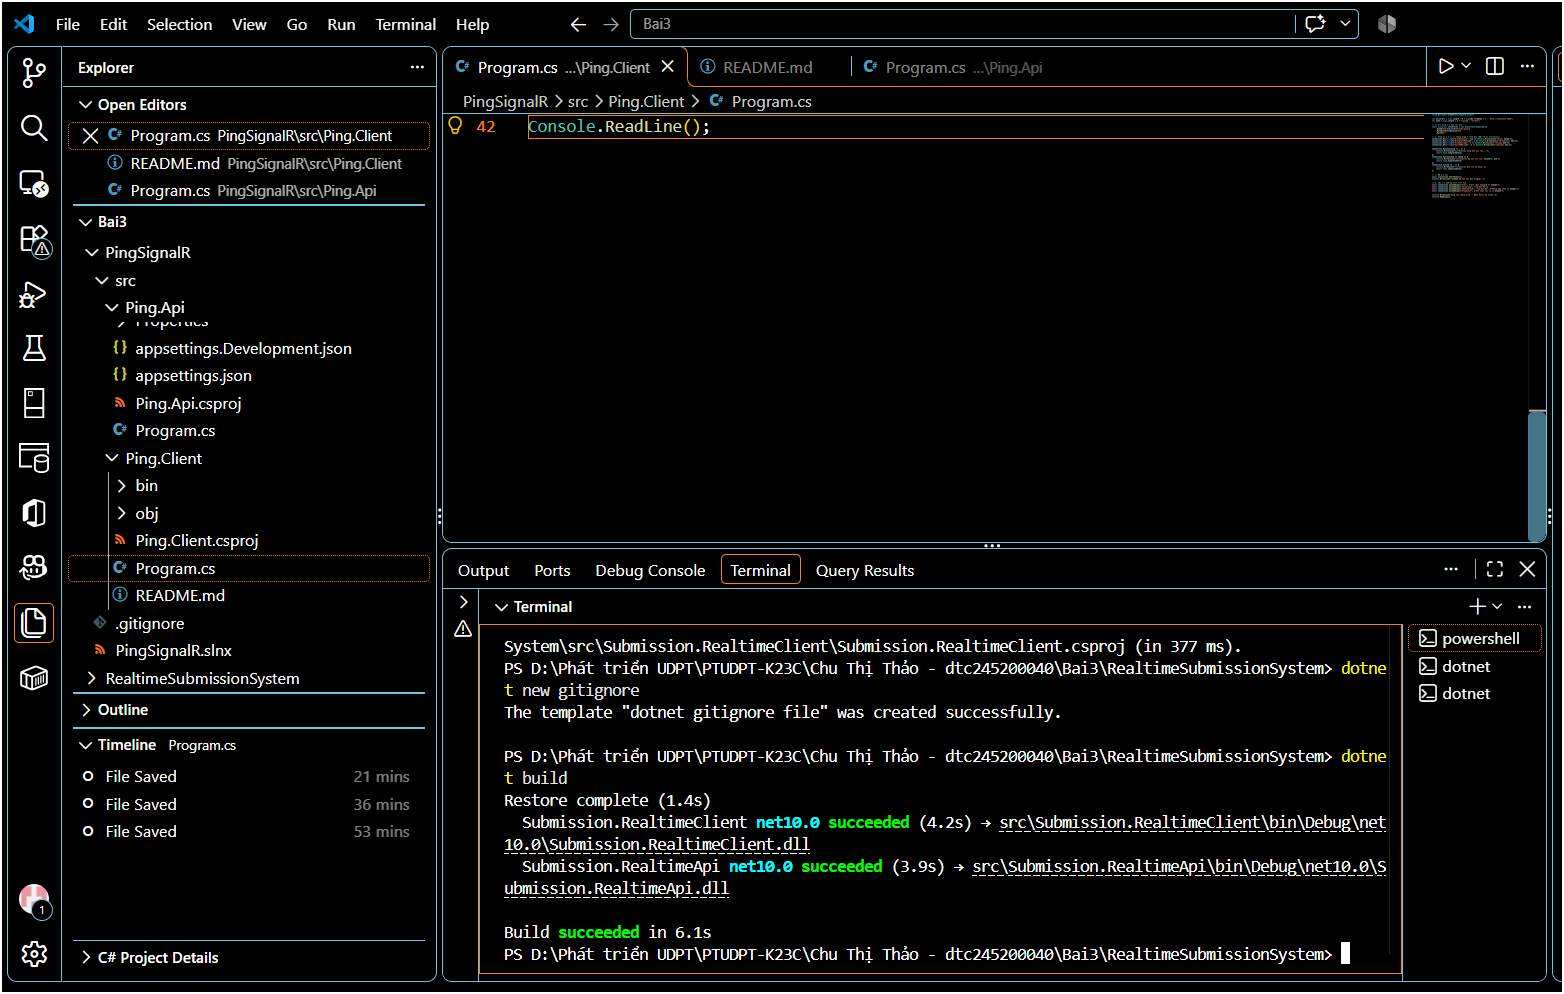 File Edit Selection View Go Run Terminal Help
Bai3
Explorer
Open Editors
Program.cs PingSignalR\src\Ping.Client
README.md PingSignalR\src\Ping.Client
Program.cs PingSignalR\src\Ping.Api
Bai3
PingSignalR
src
Ping.Api
Properties
appsettings.Development.json
appsettings.json
Ping.Api.csproj
Program.cs
Ping.Client
bin
obj
Ping.Client.csproj
Program.cs
README.md
.gitignore
PingSignalR.slnx
RealtimeSubmissionSystem
Outline
Timeline Program.cs
File Saved 21 mins
File Saved 36 mins
File Saved 53 mins
1
C# Project Details
Program.cs ...\Ping.Client README.md Program.cs ...\Ping.Api
PingSignalR > src > Ping.Client > Program.cs
42 Console.ReadLine();
Output Ports Debug Console Terminal Query Results
Terminal
System\src\Submission.RealtimeClient\Submission.RealtimeClient.csproj (in 377 ms).
PS D:\Phát triển UDPT\PTUDPT-K23C\Chu Thị Thảo - dtc245200040\Bai3\RealtimeSubmissionSystem> dotne
t new gitignore
The template "dotnet gitignore file" was created successfully.
PS D:\Phát triển UDPT\PTUDPT-K23C\Chu Thị Thảo - dtc245200040\Bai3\RealtimeSubmissionSystem> dotne
t build
Restore complete (1.4s)
Submission.RealtimeClient net10.0 succeeded (4.2s) → src\Submission.RealtimeClient\bin\Debug\net
10.0\Submission.RealtimeClient.dll
Submission.RealtimeApi net10.0 succeeded (3.9s) → src\Submission.RealtimeApi\bin\Debug\net10.0\S
ubmission.RealtimeApi.dll
Build succeeded in 6.1s
PS D:\Phát triển UDPT\PTUDPT-K23C\Chu Thị Thảo - dtc245200040\Bai3\RealtimeSubmissionSystem>
powershell
dotnet
dotnet